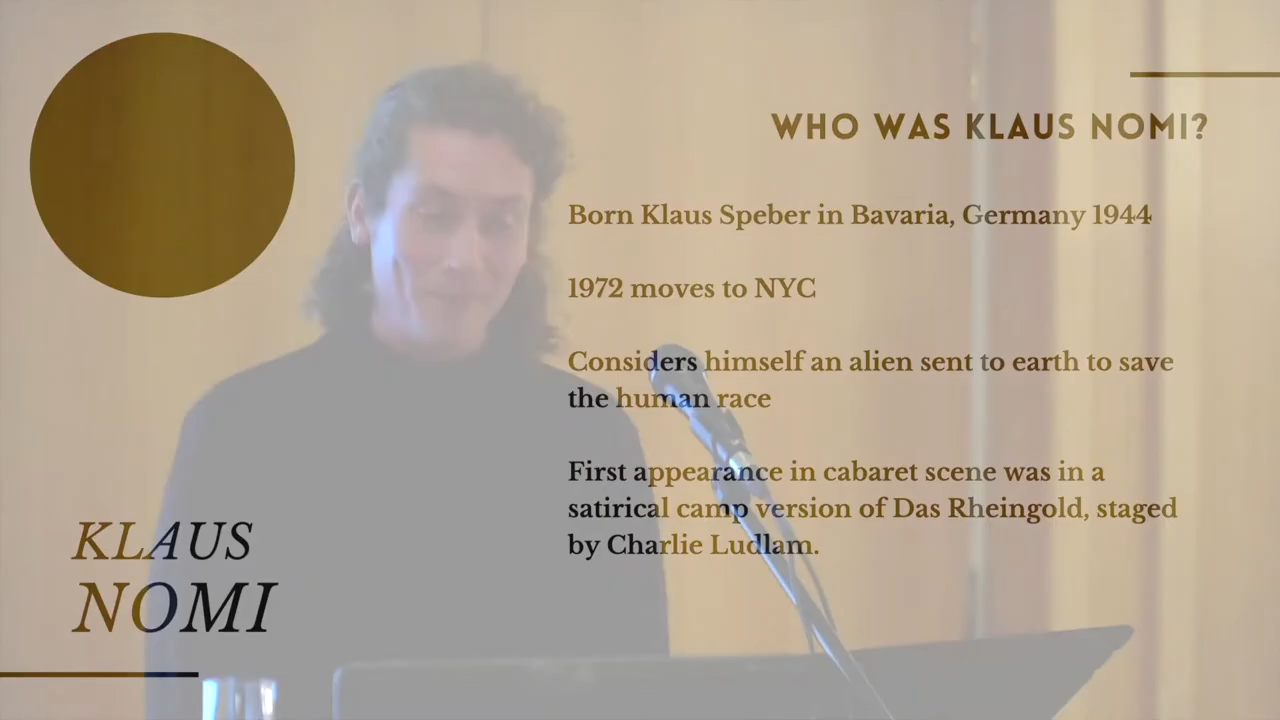 WHO WAS KLAUS NOMI?
Born Klaus Speber in Bavaria, Germany 1944
1972 moves to NYC
Considers himself an alien sent to earth to save
the human race
First appearance in cabaret scene was in a
satirical camp version of Das Rheingold, staged
by Charlie Ludlam.
KLAUS
NOMI